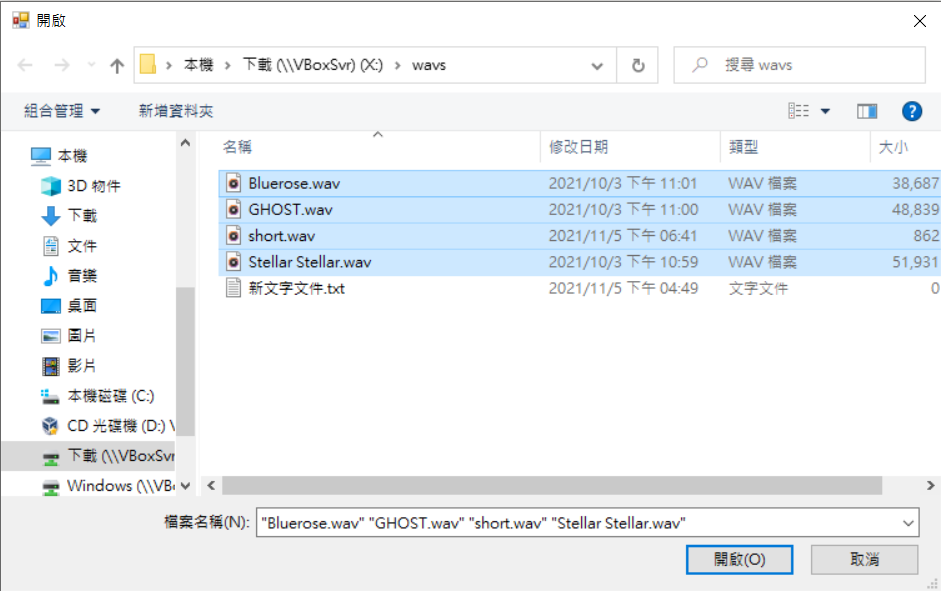 開啟
本機 下載 (\\VBoxSvr) (X:) wavs
搜尋 wavs
組合管理 新增資料夾
本機
3D 物件
下載
文件
音樂
桌面
圖片
影片
本機磁碟 (C:)
CD 光碟機 (D:) \
下載 (\\VBoxSvr
Windows (\\VBo
名稱 修改日期 類型 大小
Bluerose.wav 2021/10/3 下午 11:01 WAV 檔案 38,687
GHOST.wav 2021/10/3 下午 11:00 WAV 檔案 48,839
short.wav 2021/11/5 下午 06:41 WAV 檔案 862
Stellar Stellar.wav 2021/10/3 下午 10:59 WAV 檔案 51,931
新文字文件.txt 2021/11/5 下午 04:49 文字文件 0
檔案名稱(N): "Bluerose.wav" "GHOST.wav" "short.wav" "Stellar Stellar.wav"
開啟(O) 取消